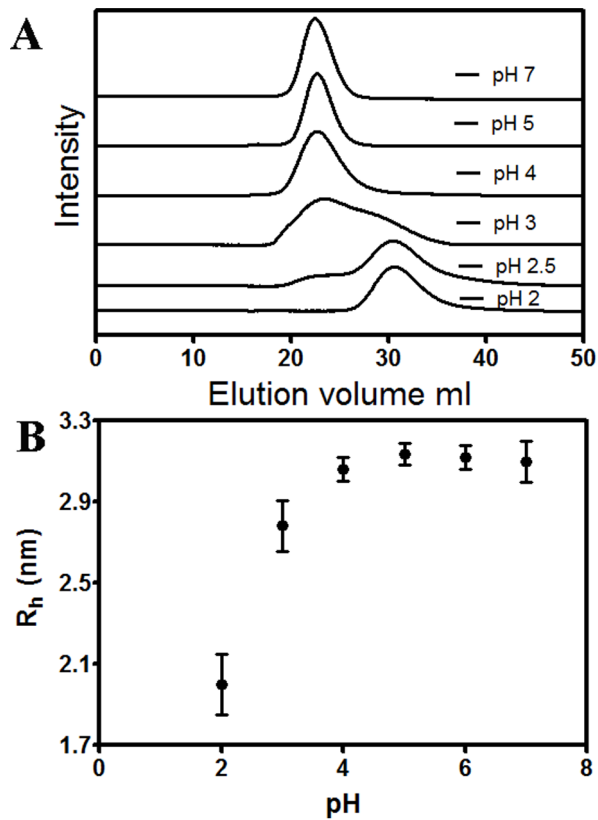 A
Intensity
pH 7
pH 5
pH 4
pH 3
pH 2.5
pH 2
0 10 20 30 40 50
Elution volume ml
B
Rh (nm)
3.3
2.9
2.5
2.1
1.7
0 2 4 6 8
pH